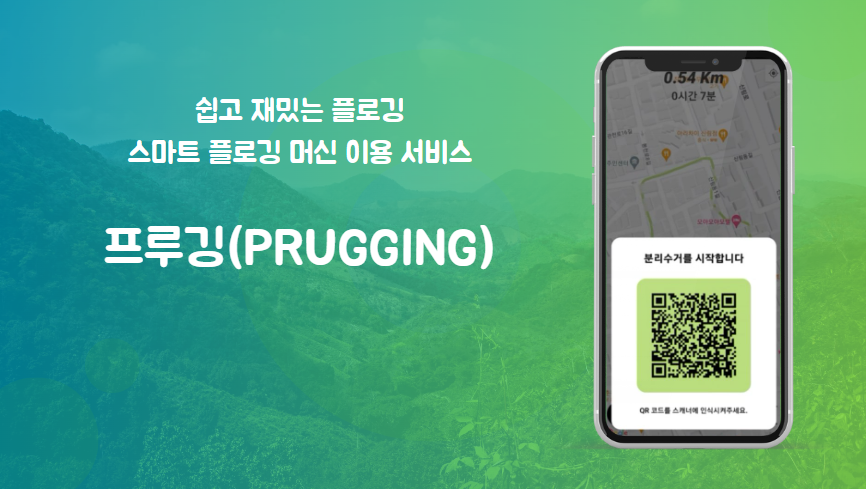 쉽고 재밌는 플로깅
스마트 플로깅 머신 이용 서비스
프루깅(PRUGGING)
0.54 Km
0시간 7분
분리수거를 시작합니다
QR 코드를 스캐너에 인식시켜주세요.